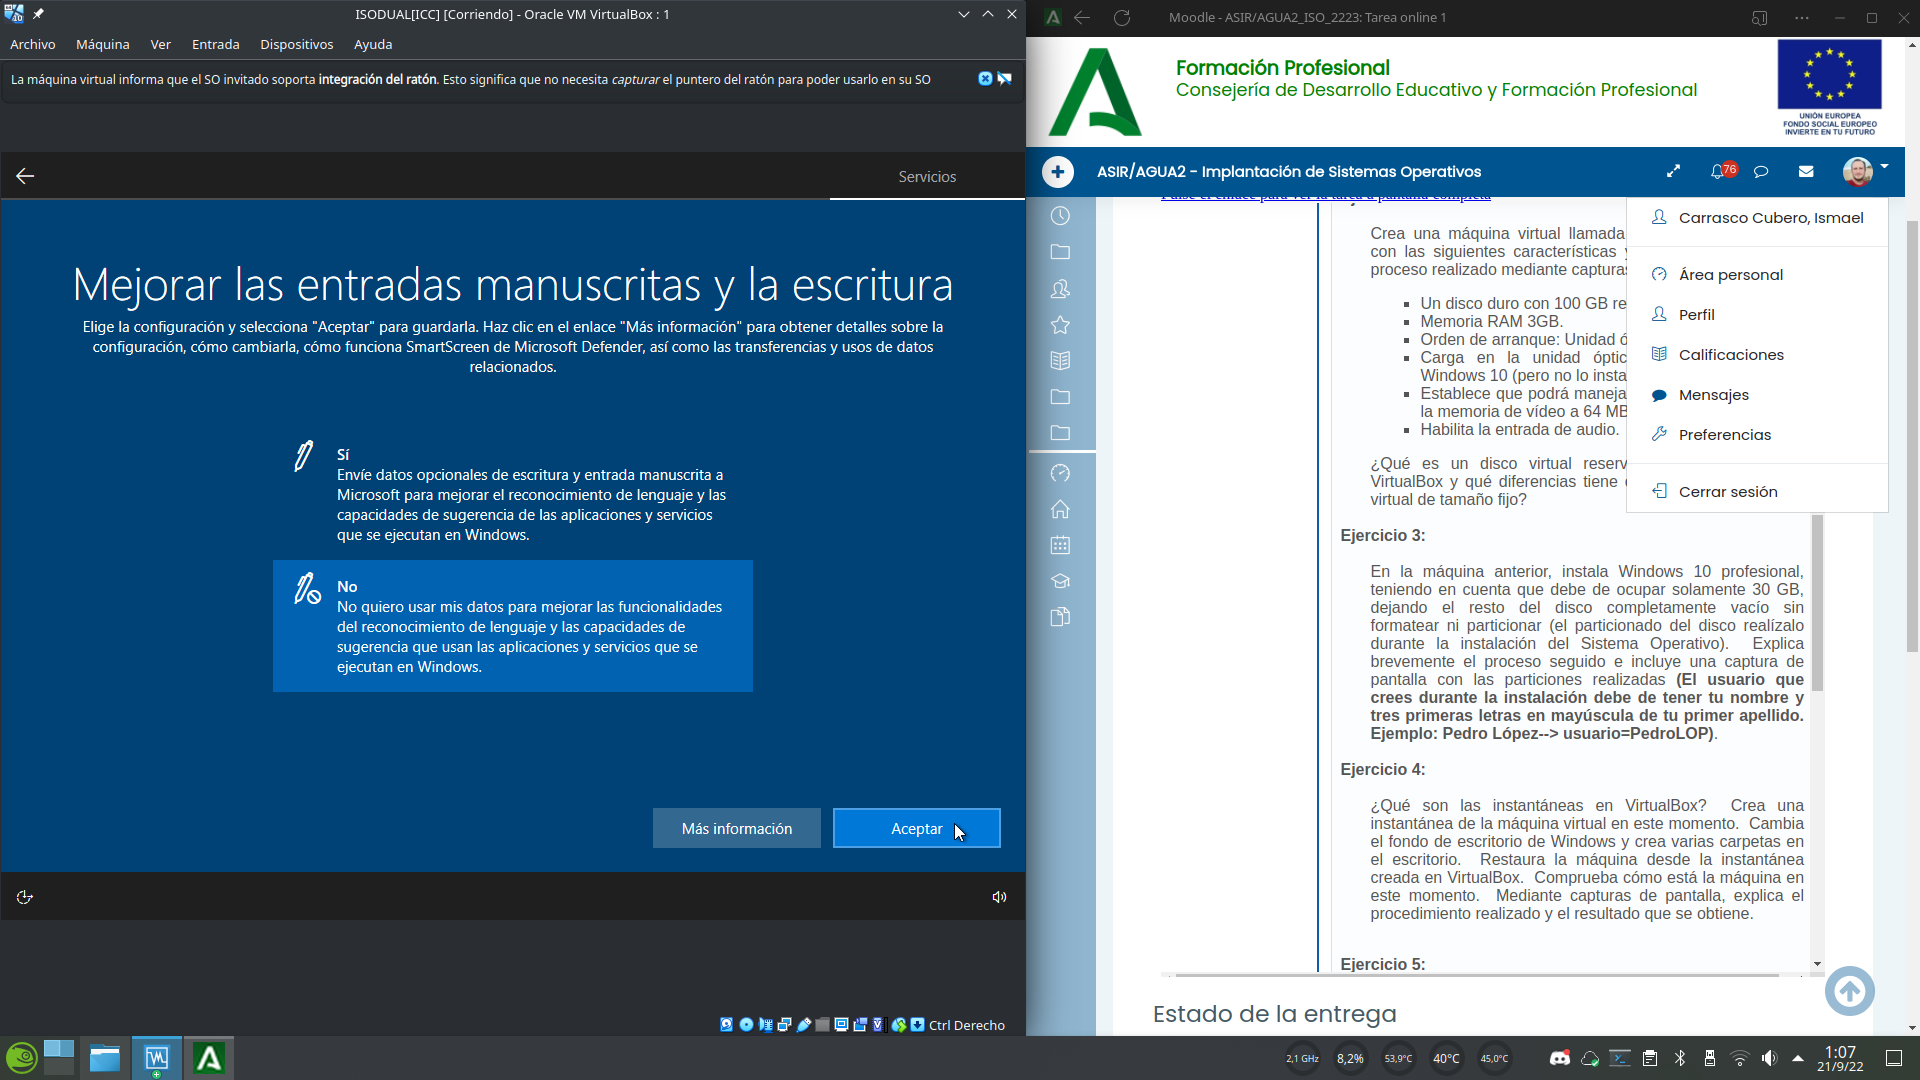 ISODUAL[ICC] [Corriendo] - Oracle VM VirtualBox : 1
Archivo Máquina Ver Entrada Dispositivos Ayuda
La máquina virtual informa que el SO invitado soporta integración del ratón. Esto significa que no necesita capturar el puntero del ratón para poder usarlo en su SO
Servicios
Mejorar las entradas manuscritas y la escritura
Elige la configuración y selecciona "Aceptar" para guardarla. Haz clic en el enlace "Más información" para obtener detalles sobre la
configuración, cómo cambiarla, cómo funciona SmartScreen de Microsoft Defender, así como las transferencias y usos de datos
relacionados.
Sí
Envíe datos opcionales de escritura y entrada manuscrita a
Microsoft para mejorar el reconocimiento de lenguaje y las
capacidades de sugerencia de las aplicaciones y servicios
que se ejecutan en Windows.
No
No quiero usar mis datos para mejorar las funcionalidades
del reconocimiento de lenguaje y las capacidades de
sugerencia que usan las aplicaciones y servicios que se
ejecutan en Windows.
Más información
Aceptar
Ctrl Derecho
Moodle - ASIR/AGUA2_ISO_2223: Tarea online 1
Formación Profesional
Consejería de Desarrollo Educativo y Formación Profesional
UNIÓN EUROPEA
FONDO SOCIAL EUROPEO
INVIERTE EN TU FUTURO
ASIR/AGUA2 - Implantación de Sistemas Operativos
76
Pulse el enlace para ver la tarea a pantalla completa
Crea una máquina virtual llamada
con las siguientes características
proceso realizado mediante capturas
Un disco duro con 100 GB re
Memoria RAM 3GB.
Orden de arranque: Unidad ó
Carga en la unidad óptic
Windows 10 (pero no lo insta
Establece que podrá maneja
la memoria de vídeo a 64 MB
Habilita la entrada de audio.
¿Qué es un disco virtual reserv
VirtualBox y qué diferencias tiene
virtual de tamaño fijo?
Carrasco Cubero, Ismael
Área personal
Perfil
Calificaciones
Mensajes
Preferencias
Cerrar sesión
Ejercicio 3:
En la máquina anterior, instala Windows 10 profesional,
teniendo en cuenta que debe de ocupar solamente 30 GB,
dejando el resto del disco completamente vacío sin
formatear ni particionar (el particionado del disco realízalo
durante la instalación del Sistema Operativo). Explica
brevemente el proceso seguido e incluye una captura de
pantalla con las particiones realizadas (El usuario que
crees durante la instalación debe de tener tu nombre y
tres primeras letras en mayúscula de tu primer apellido.
Ejemplo: Pedro López--> usuario=PedroLOP).
Ejercicio 4:
¿Qué son las instantáneas en VirtualBox? Crea una
instantánea de la máquina virtual en este momento. Cambia
el fondo de escritorio de Windows y crea varias carpetas en
el escritorio. Restaura la máquina desde la instantánea
creada en VirtualBox. Comprueba cómo está la máquina en
este momento. Mediante capturas de pantalla, explica el
procedimiento realizado y el resultado que se obtiene.
Ejercicio 5:
Estado de la entrega
2,1 GHz 8,2% 53,9°C 40°C 45,0°C
1:07
21/9/22